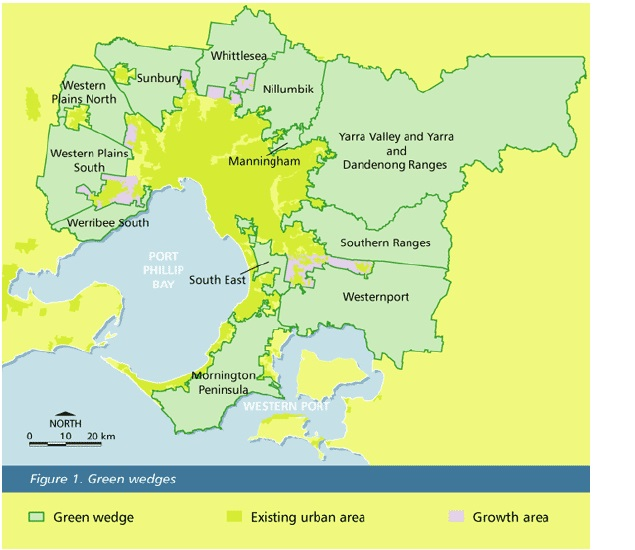 Whittlesea
Sunbury
Nillumbik
Western
Plains North
Yarra Valley and Yarra
and
Dandenong Ranges
Manningham
Western Plains
South
Werribee South
Southern Ranges
PORT
PHILLIP
BAY
South East
Westernport
Mornington
Peninsula
WESTERN PORT
NORTH
0 10 20 km
Figure 1. Green wedges
Green wedge
Existing urban area
Growth area